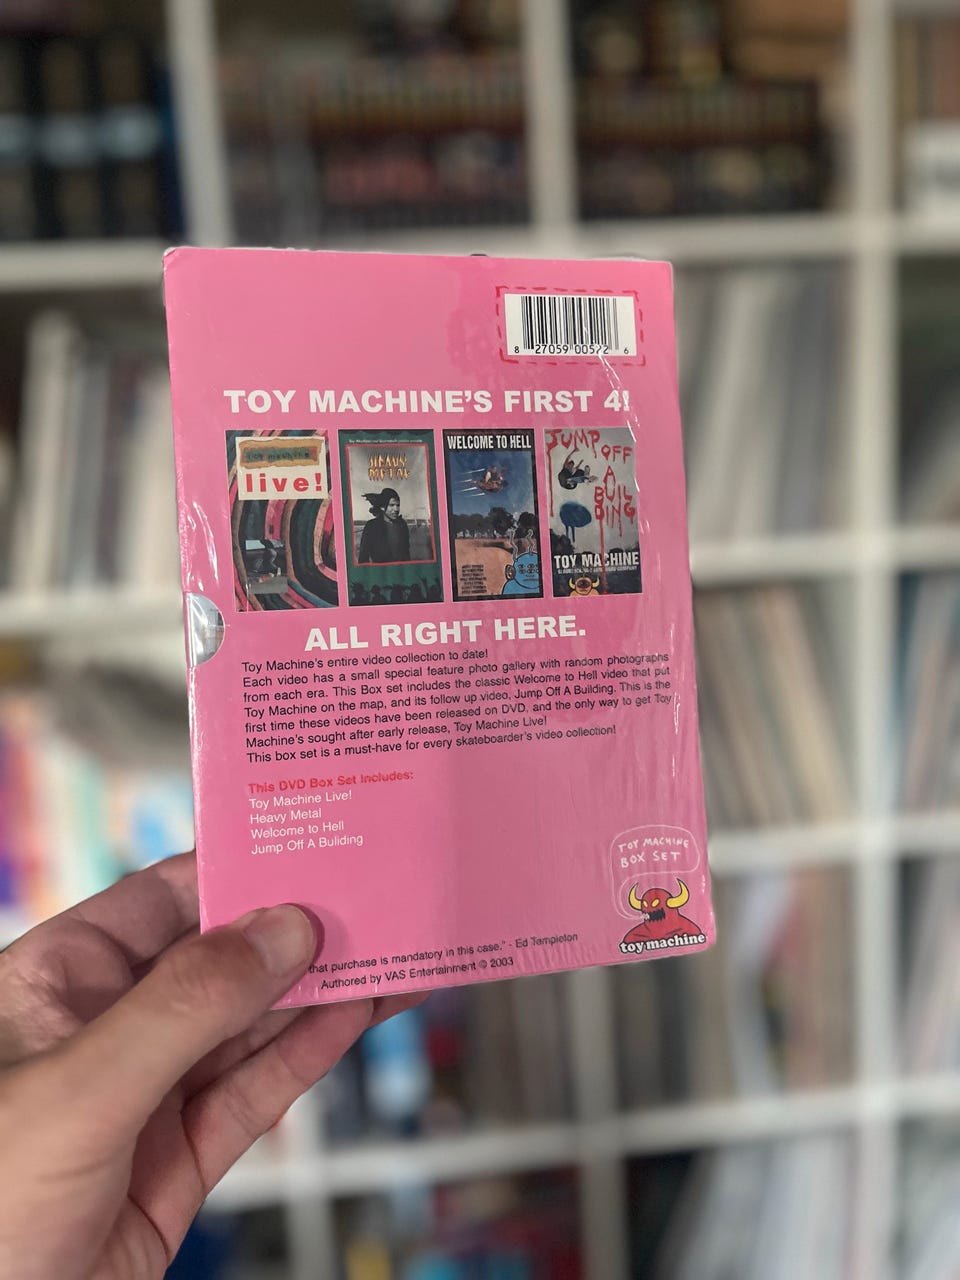 8 27059 00522 6
TOY MACHINE'S FIRST 4!
toy machine
live!
HEAVY
METAL
WELCOME TO HELL
JUMP
OFF
A
BUIL
DING
TOY MACHINE
ALL RIGHT HERE.
Toy Machine's entire video collection to date!
Each video has a small special feature photo gallery with random photographs
from each era. This Box set includes the classic Welcome to Hell video that put
Toy Machine on the map, and its follow up video, Jump Off A Building. This is the
first time these videos have been released on DVD, and the only way to get Toy
Machine's sought after early release, Toy Machine Live!
This box set is a must-have for every skateboarder's video collection!
This DVD Box Set Includes:
Toy Machine Live!
Heavy Metal
Welcome to Hell
Jump Off A Buliding
TOY MACHINE
BOX SET
toy machine
that purchase is mandatory in this case." - Ed Templeton
Authored by VAS Entertainment © 2003